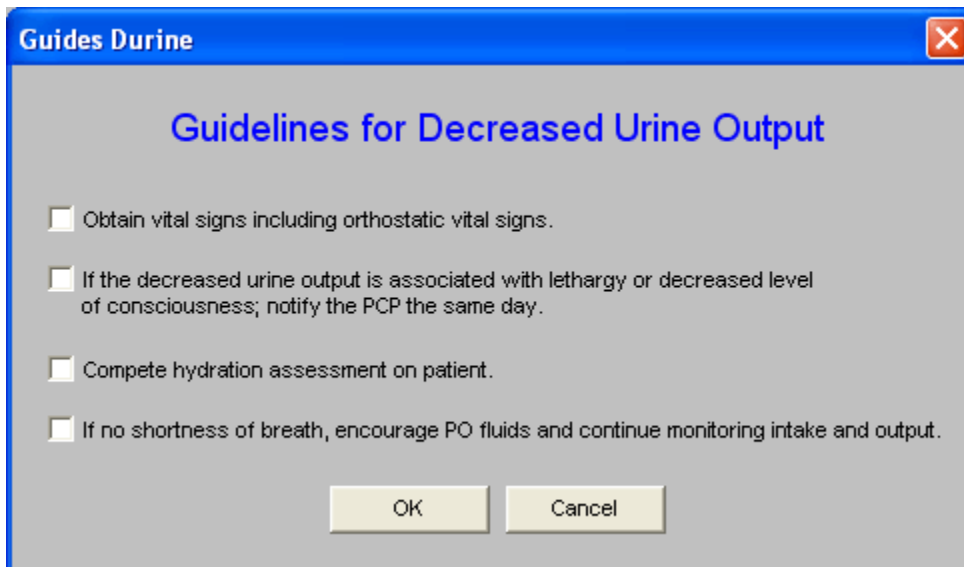 Guides Durine
Guidelines for Decreased Urine Output
Obtain vital signs including orthostatic vital signs.
If the decreased urine output is associated with lethargy or decreased level
of consciousness; notify the PCP the same day.
Compete hydration assessment on patient.
If no shortness of breath, encourage PO fluids and continue monitoring intake and output.
OK
Cancel